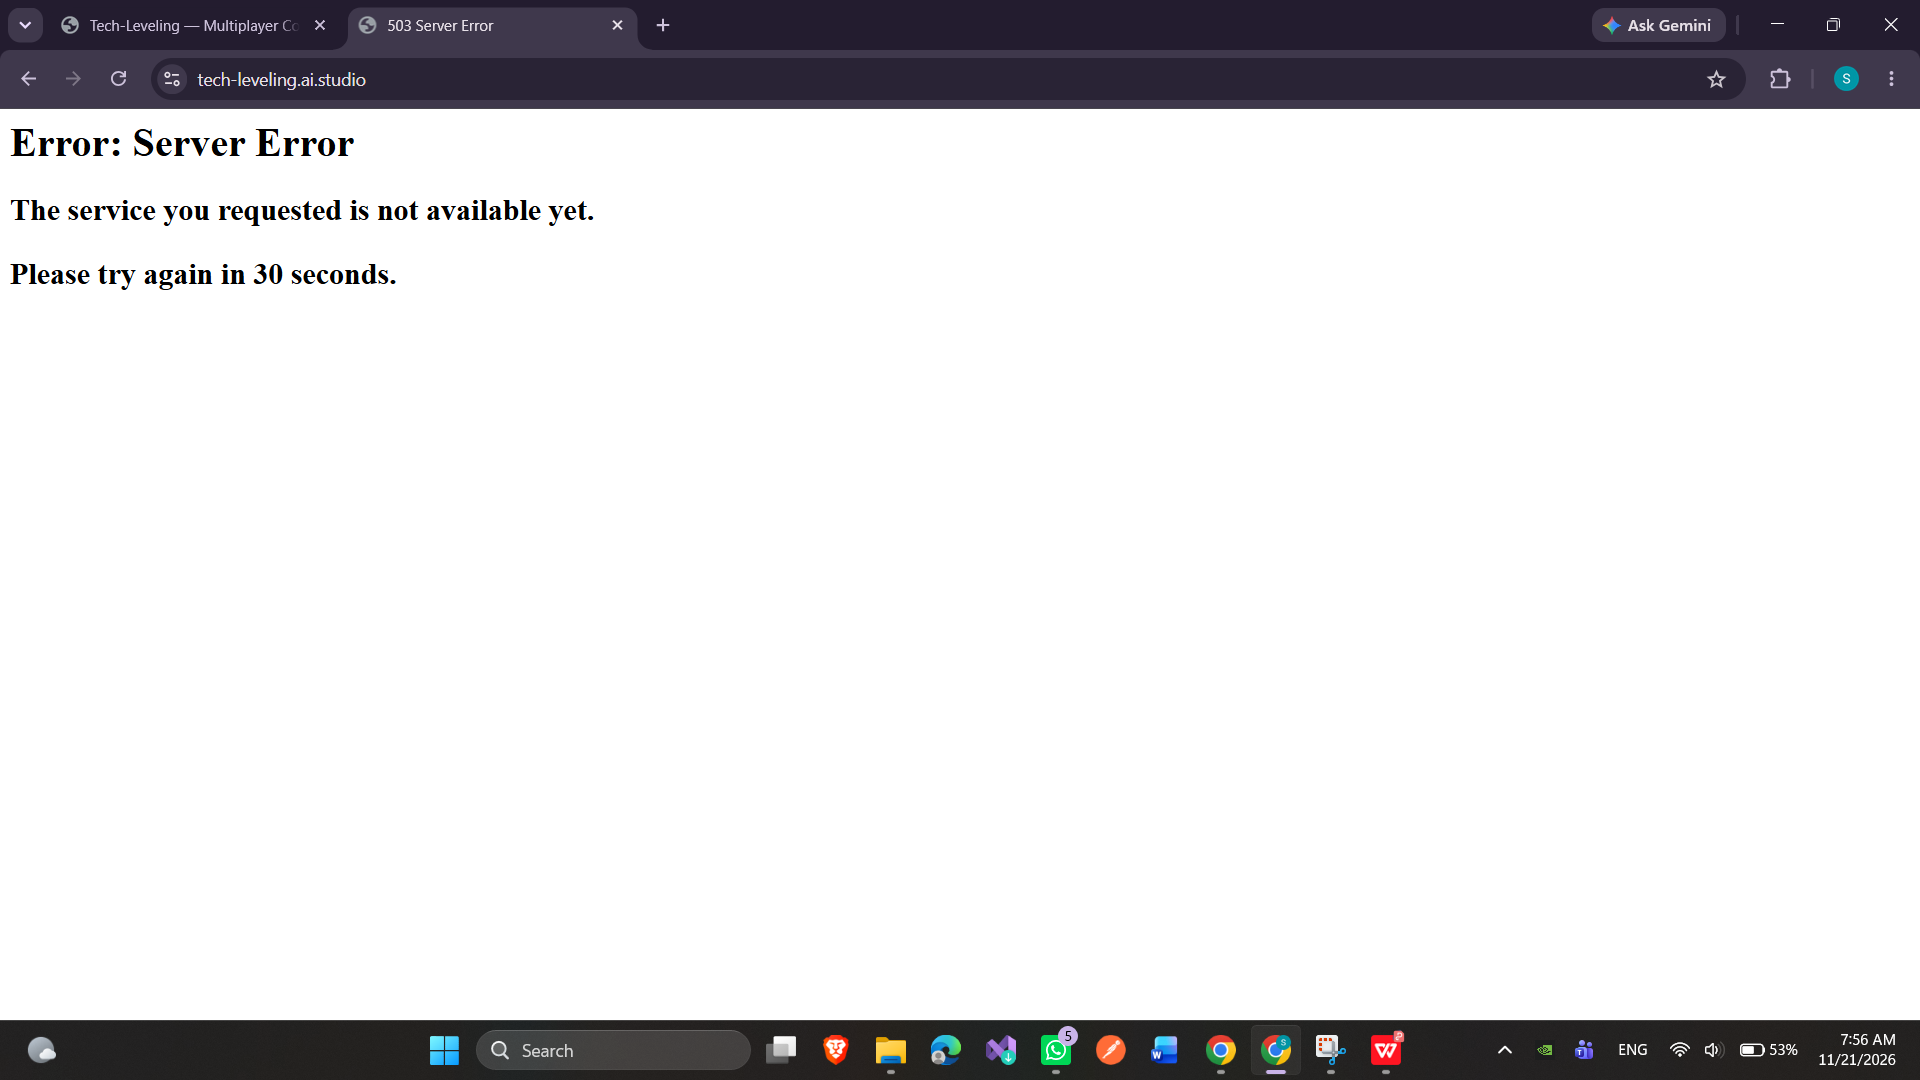 Tech-Leveling — Multiplayer Co
503 Server Error
Ask Gemini
tech-leveling.ai.studio
S
Error: Server Error
The service you requested is not available yet.
Please try again in 30 seconds.
Search
5
W
S
W
P
T
ENG
53%
7:56 AM
11/21/2026